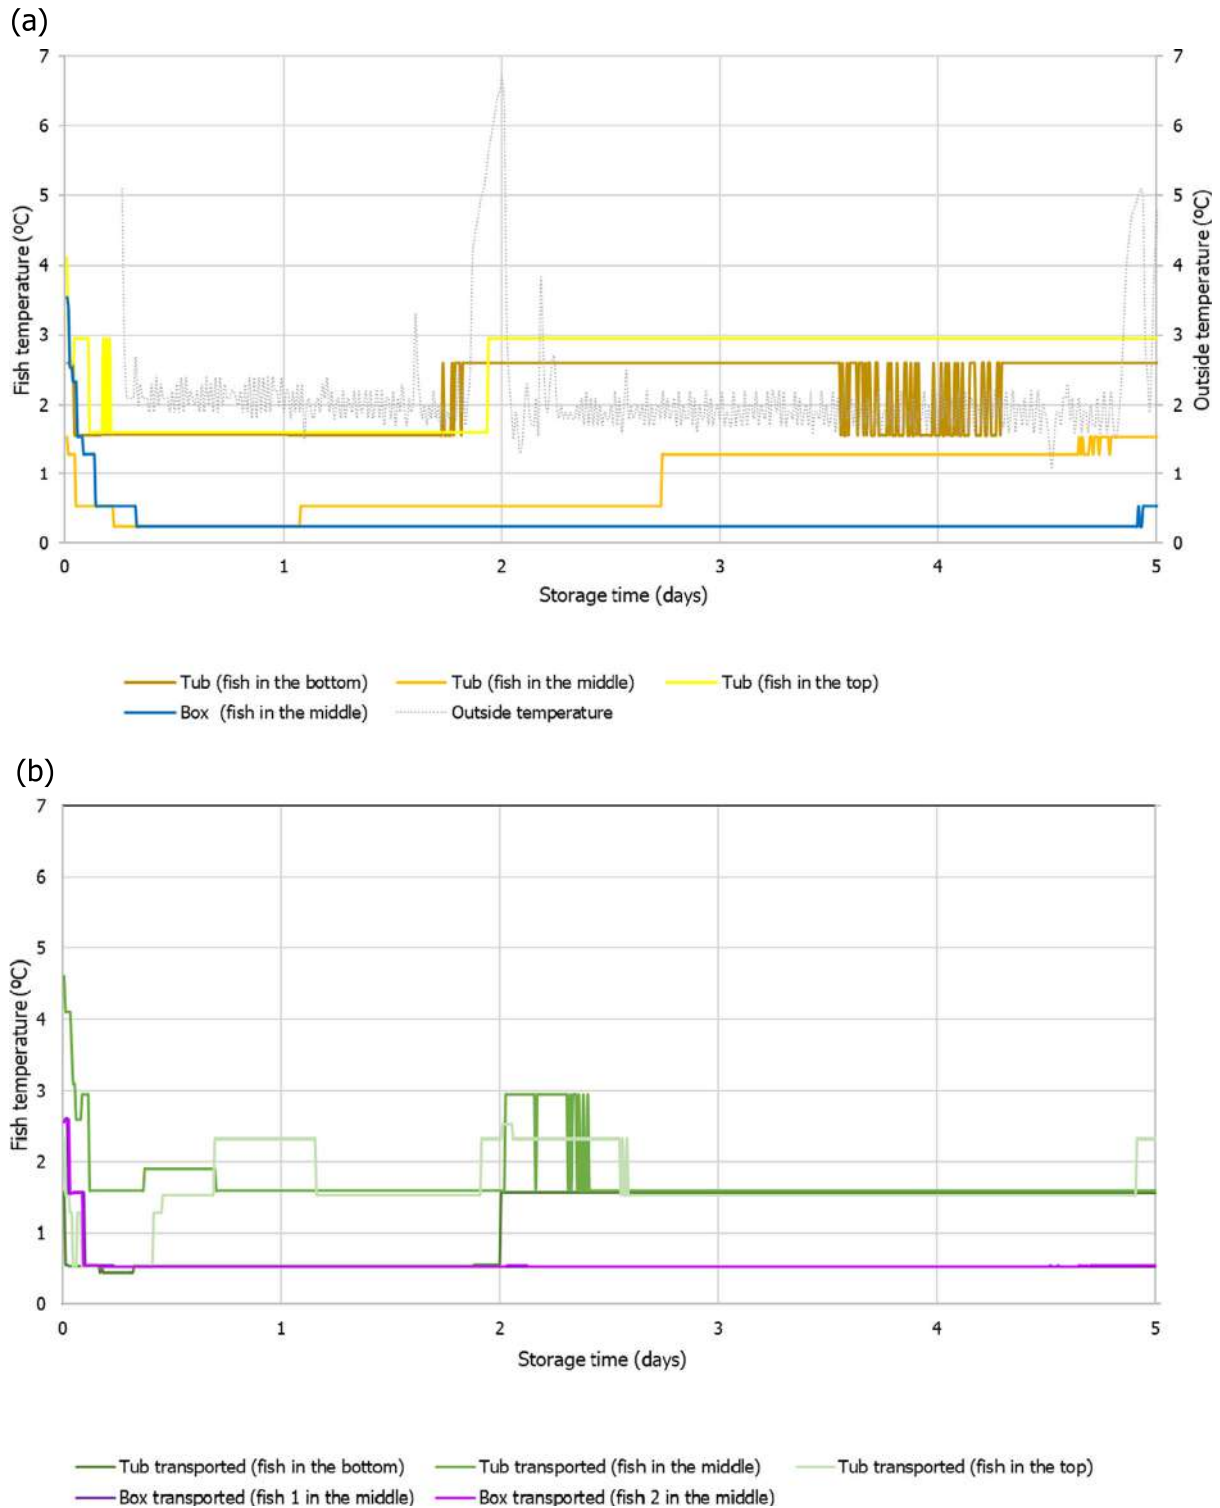 (a)
7 7
6 6
5 5
4 4
3 3
2 2
1 1
0 0
Fish temperature (ºC)
Outside temperature (ºC)
0 1 2 3 4 5
Storage time (days)
Tub (fish in the bottom) Tub (fish in the middle) Tub (fish in the top)
Box (fish in the middle) Outside temperature
(b)
7
6
5
4
3
2
1
0
Fish temperature (ºC)
0 1 2 3 4 5
Storage time (days)
Tub transported (fish in the bottom) Tub transported (fish in the middle) Tub transported (fish in the top)
Box transported (fish 1 in the middle) Box transported (fish 2 in the middle)